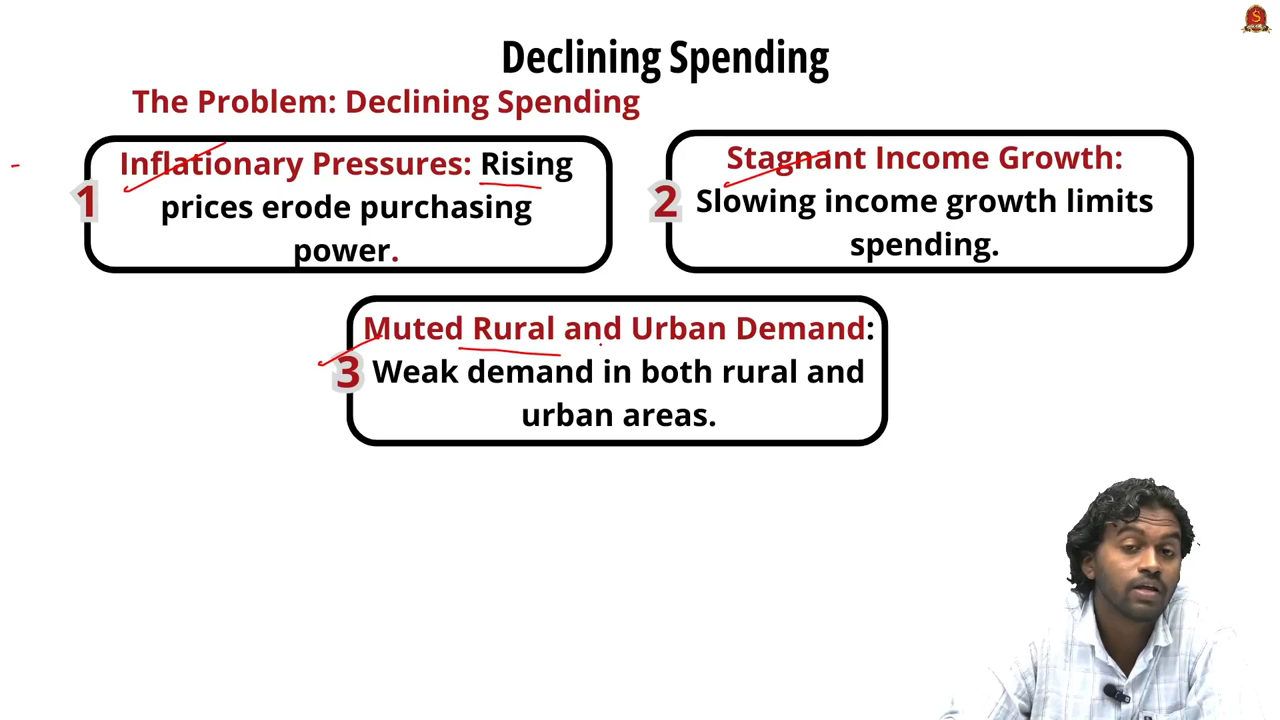 Declining Spending
The Problem: Declining Spending
1
Inflationary Pressures: Rising
prices erode purchasing
power.
2
Stagnant Income Growth:
Slowing income growth limits
spending.
3
Muted Rural and Urban Demand:
Weak demand in both rural and
urban areas.
S